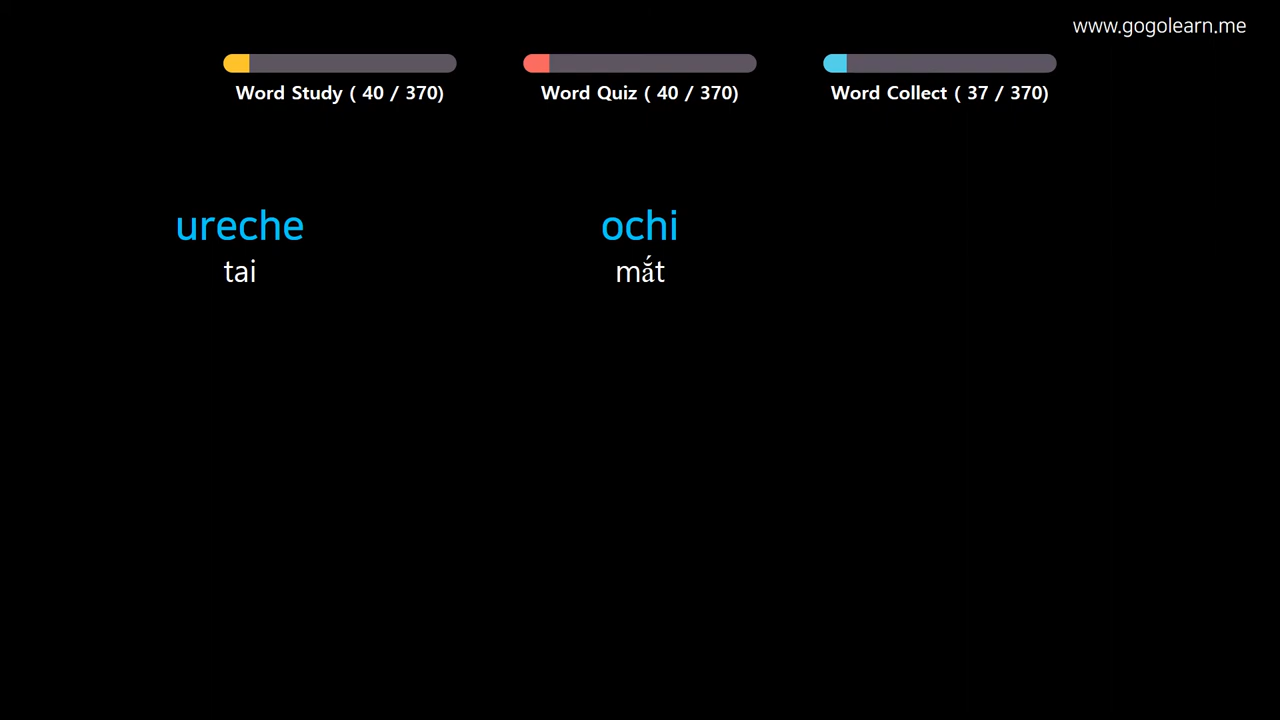 www.gogolearn.me
Word Study ( 40 / 370)
Word Quiz ( 40 / 370)
Word Collect ( 37 / 370)
ureche
ochi
tai
mắt